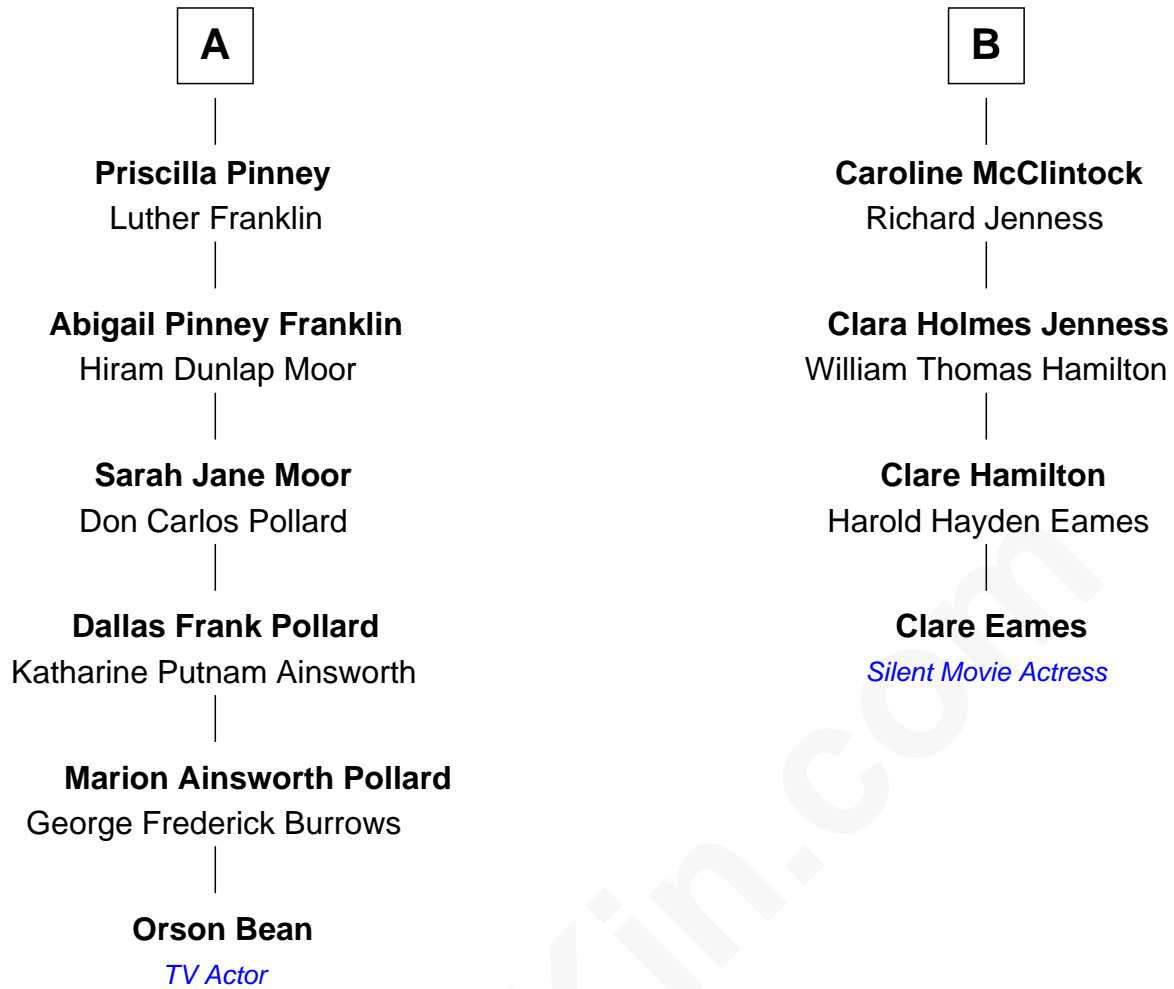 A
Priscilla Pinney
Luther Franklin
Abigail Pinney Franklin
Hiram Dunlap Moor
Sarah Jane Moor
Don Carlos Pollard
Dallas Frank Pollard
Katharine Putnam Ainsworth
Marion Ainsworth Pollard
George Frederick Burrows
Orson Bean
TV Actor
B
Caroline McClintock
Richard Jenness
Clara Holmes Jenness
William Thomas Hamilton
Clare Hamilton
Harold Hayden Eames
Clare Eames
Silent Movie Actress